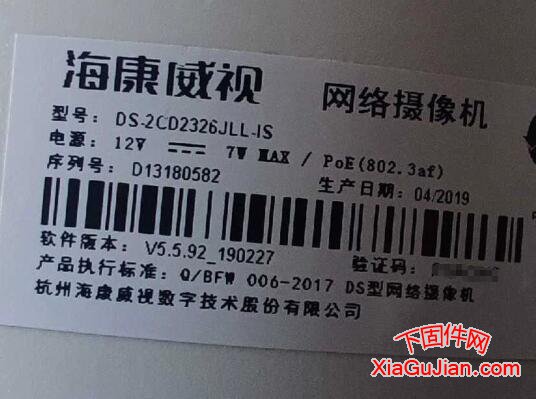 海康威视 网络摄像机
型号: DS-2CD2326JLL-IS
电源: 12V ⎓ 7W MAX / PoE(802.3af)
序列号: D13180582 生产日期: 04/2019
软件版本: V5.5.92_190227 验证码:
产品执行标准: Q/BFW 006-2017 DS型网络摄像机
杭州海康威视数字技术股份有限公司
下固件网
XiaGuJian.com